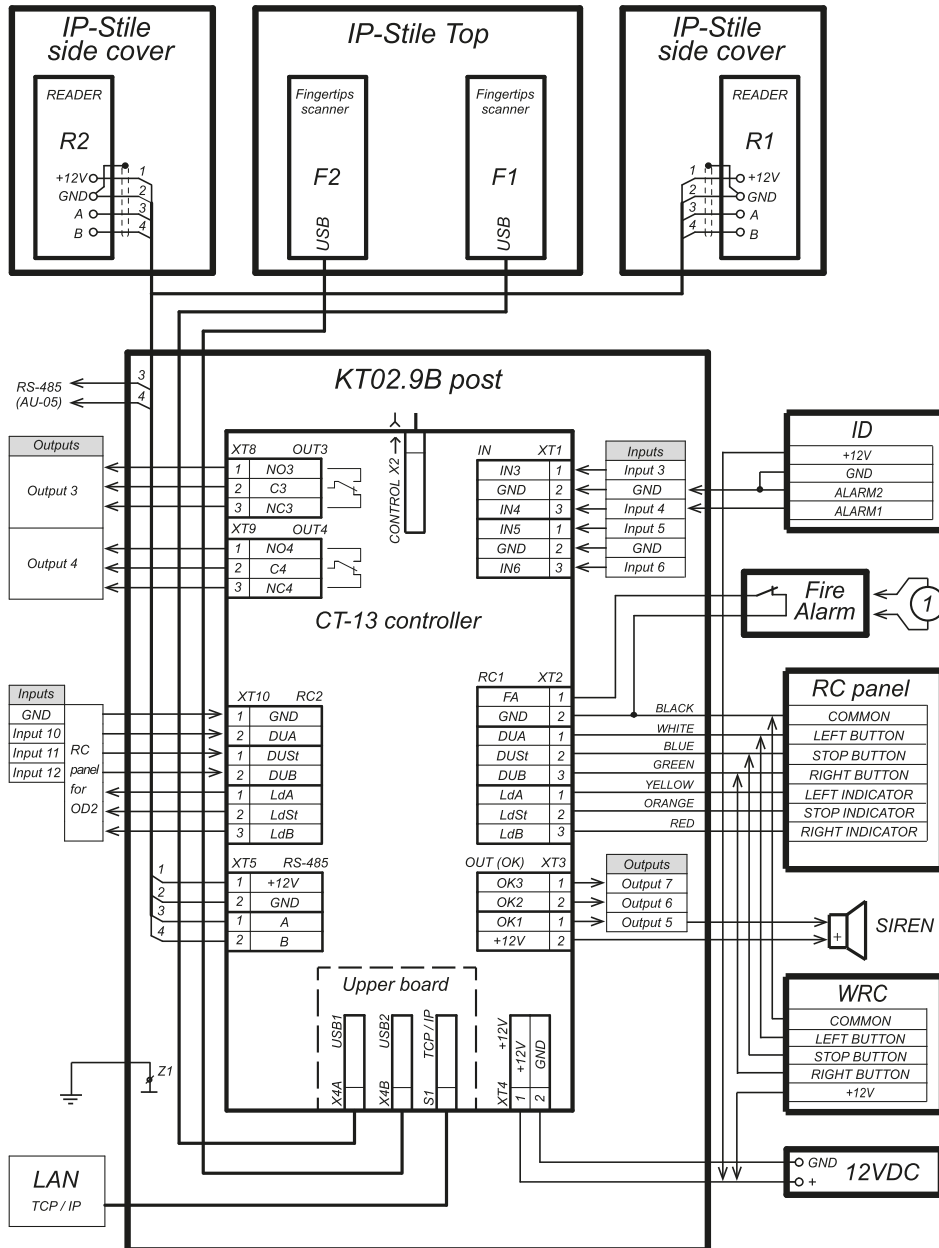 IP-Stile
side cover
READER
R2
+12V
GND
A
B
1
2
3
4
IP-Stile Top
Fingertips
scanner
F2
USB
Fingertips
scanner
F1
USB
IP-Stile
side cover
READER
R1
+12V
GND
A
B
1
2
3
4
KT02.9B post
RS-485
(AU-05)
3
4
Outputs
Output 3
Output 4
XT8 OUT3
1 NO3
2 C3
3 NC3
XT9 OUT4
1 NO4
2 C4
3 NC4
CONTROL X2
IN XT1
IN3 1
GND 2
IN4 3
IN5 1
GND 2
IN6 3
Inputs
Input 3
GND
Input 4
Input 5
GND
Input 6
ID
+12V
GND
ALARM2
ALARM1
Fire
Alarm
1
CT-13 controller
Inputs
GND
Input 10
Input 11
Input 12
RC
panel
for
OD2
XT10 RC2
1 GND
2 DUA
1 DUSt
2 DUB
1 LdA
2 LdSt
3 LdB
RC1 XT2
FA 1
GND 2
DUA 1
DUSt 2
DUB 3
LdA 1
LdSt 2
LdB 3
BLACK
WHITE
BLUE
GREEN
YELLOW
ORANGE
RED
RC panel
COMMON
LEFT BUTTON
STOP BUTTON
RIGHT BUTTON
LEFT INDICATOR
STOP INDICATOR
RIGHT INDICATOR
1
2
3
4
XT5 RS-485
1 +12V
2 GND
1 A
2 B
OUT (OK) XT3
OK3 1
OK2 2
OK1 1
+12V 2
Outputs
Output 7
Output 6
Output 5
+
SIREN
Upper board
X4A USB1
X4B USB2
S1 TCP / IP
XT4 +12V
1 +12V
2 GND
WRC
COMMON
LEFT BUTTON
STOP BUTTON
RIGHT BUTTON
+12V
Z1
LAN
TCP / IP
GND
+
12VDC